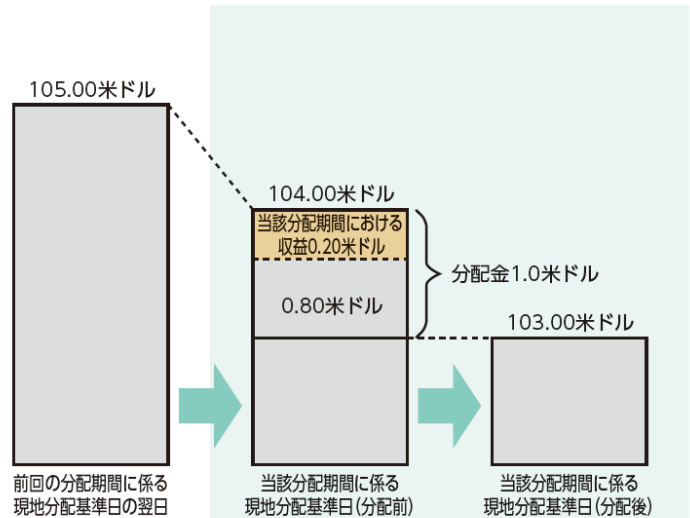 105.00米ドル
104.00米ドル
当該分配期間における
収益0.20米ドル
0.80米ドル
分配金1.0米ドル
103.00米ドル
前回の分配期間に係る
現地分配基準日の翌日
当該分配期間に係る
現地分配基準日(分配前)
当該分配期間に係る
現地分配基準日(分配後)